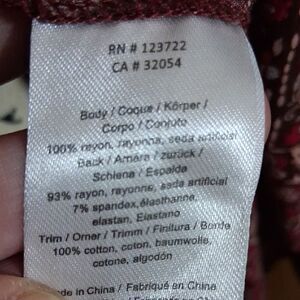 RN # 123722
CA # 32054
Body / Coque / Körper /
Corpo / Conjuto
100% rayon, rayonne, seda artificial
Back / Arnéra / zurück /
Schiena / Espalda
93% rayon, rayonne, seda artificial
7% spandex, élasthanne,
elastan, Elastano
Trim / Orner / Trimm / Finitura / Borde
100% cotton, coton, baumwolle,
cotone, algodón
de in China / Fabriqué en Chine